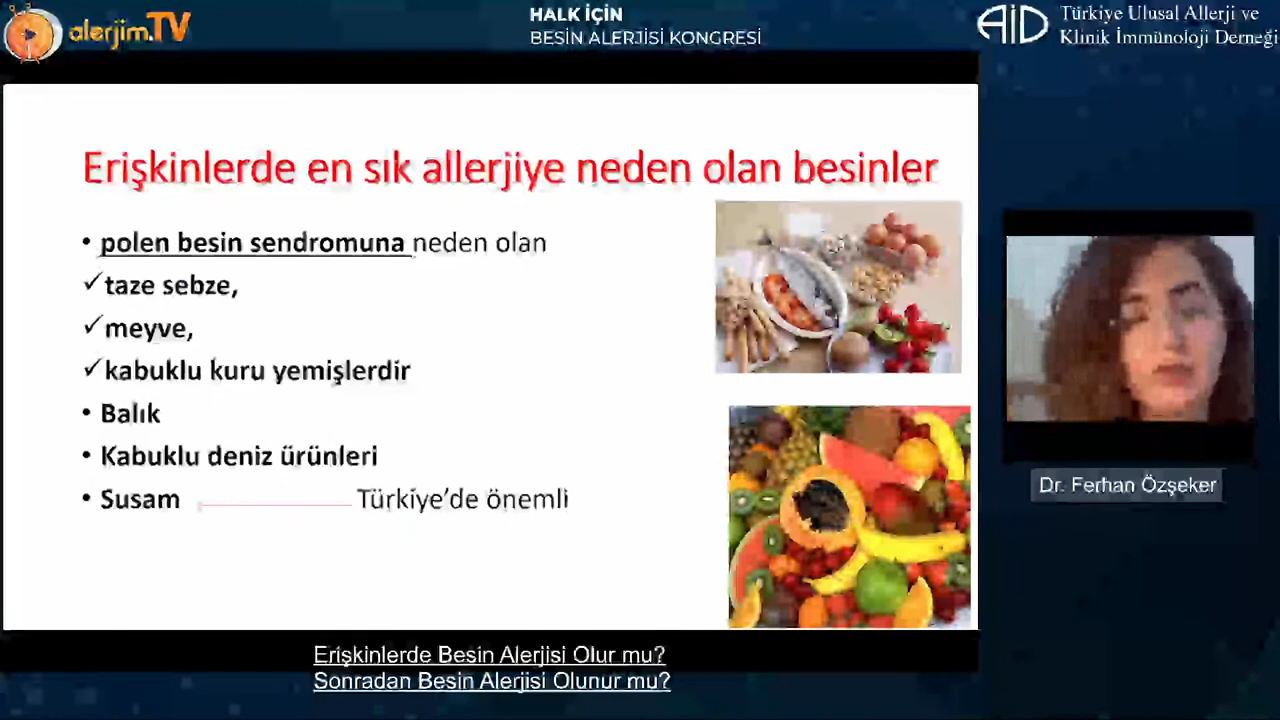 alerjim.TV
HALK İÇİN
BESİN ALERJİSİ KONGRESİ
AİD
Türkiye Ulusal Allerji ve
Klinik İmmünoloji Derneği
Erişkinlerde en sık allerjiye neden olan besinler
• polen besin sendromuna neden olan
✓taze sebze,
✓meyve,
✓kabuklu kuru yemişlerdir
• Balık
• Kabuklu deniz ürünleri
• Susam Türkiye'de önemli
Dr. Ferhan Özşeker
Erişkinlerde Besin Alerjisi Olur mu?
Sonradan Besin Alerjisi Olunur mu?